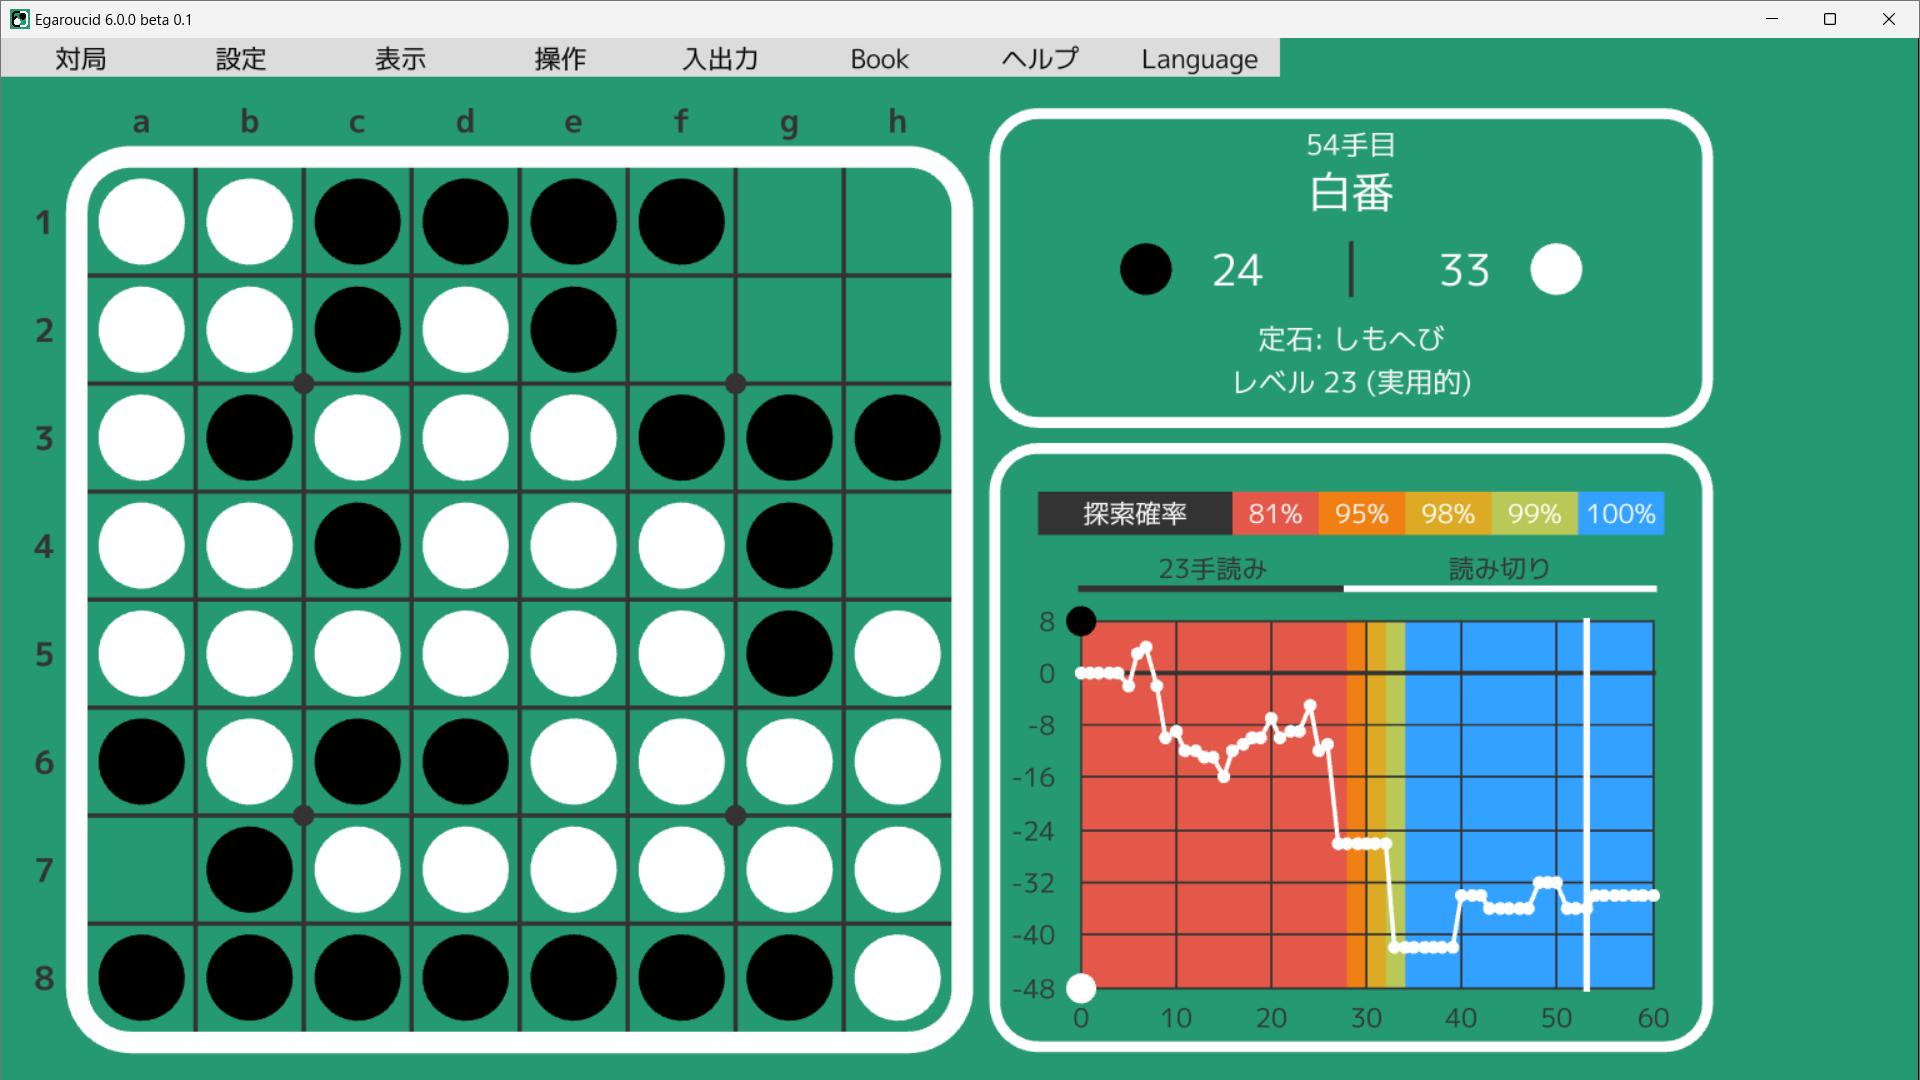 Egaroucid 6.0.0 beta 0.1
対局 設定 表示 操作 入出力 Book ヘルプ Language
a b c d e f g h
1
2
3
4
5
6
7
8
54手目
白番
24 33
定石: しもへび
レベル 23 (実用的)
探索確率 81% 95% 98% 99% 100%
23手読み 読み切り
8
0
-8
-16
-24
-32
-40
-48
0 10 20 30 40 50 60